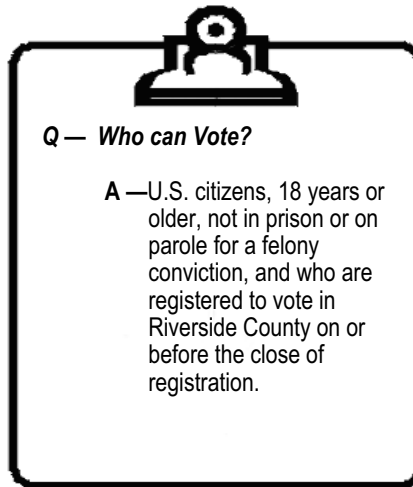 Q — Who can Vote?
A —U.S. citizens, 18 years or
older, not in prison or on
parole for a felony
conviction, and who are
registered to vote in
Riverside County on or
before the close of
registration.